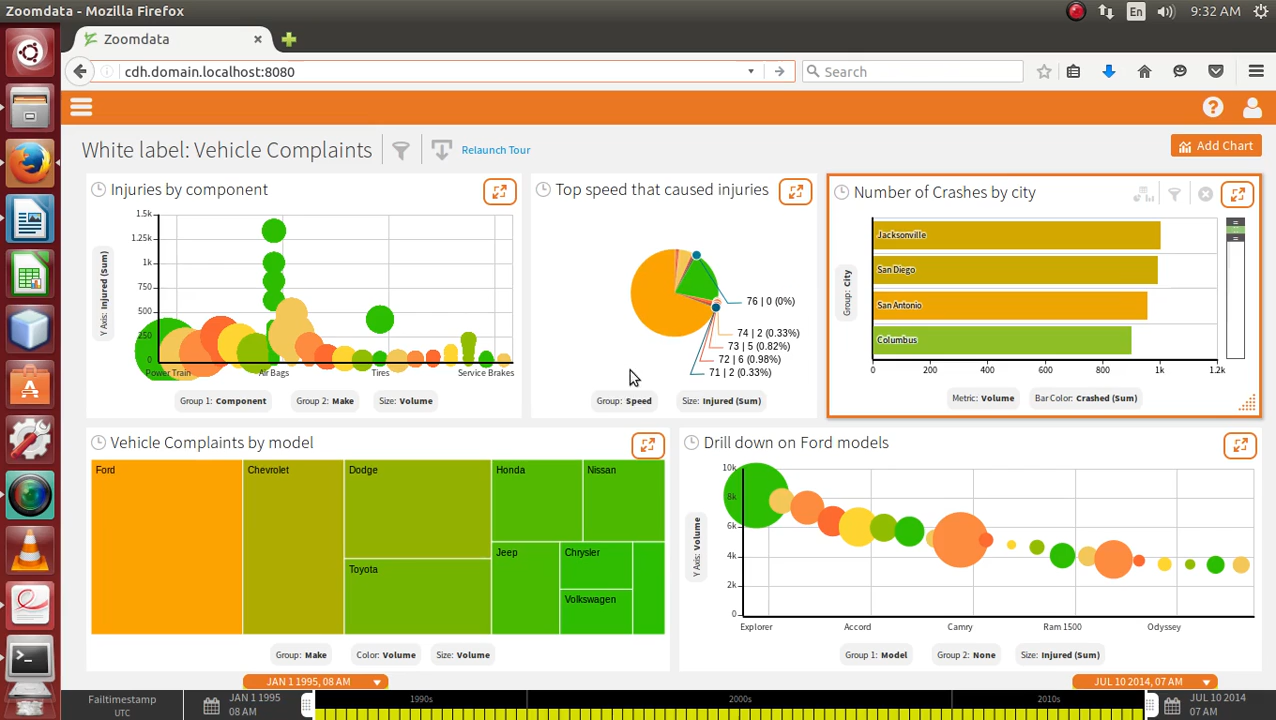 Zoomdata - Mozilla Firefox
En
9:32 AM
Zoomdata
cdh.domain.localhost:8080
Search
White label: Vehicle Complaints
Relaunch Tour
Add Chart
Injuries by component
Y Axis: Injured (Sum)
1.5k
1.25k
1k
750
500
250
0
Power Train
Air Bags
Tires
Service Brakes
Group 1: Component
Group 2: Make
Size: Volume
Top speed that caused injuries
76 | 0 (0%)
74 | 2 (0.33%)
73 | 5 (0.82%)
72 | 6 (0.98%)
71 | 2 (0.33%)
Group: Speed
Size: Injured (Sum)
Number of Crashes by city
Group: City
Jacksonville
San Diego
San Antonio
Columbus
0
200
400
600
800
1k
1.2k
Metric: Volume
Bar Color: Crashed (Sum)
Vehicle Complaints by model
Ford
Chevrolet
Dodge
Toyota
Honda
Nissan
Jeep
Chrysler
Volkswagen
Group: Make
Color: Volume
Size: Volume
Drill down on Ford models
Y Axis: Volume
10k
8k
6k
4k
2k
0
Explorer
Accord
Camry
Ram 1500
Odyssey
Group 1: Model
Group 2: None
Size: Injured (Sum)
JAN 1 1995, 08 AM
JUL 10 2014, 07 AM
Failtimestamp
UTC
JAN 01 1995
08 AM
1990s
2000s
2010s
JUL 10 2014
07 AM